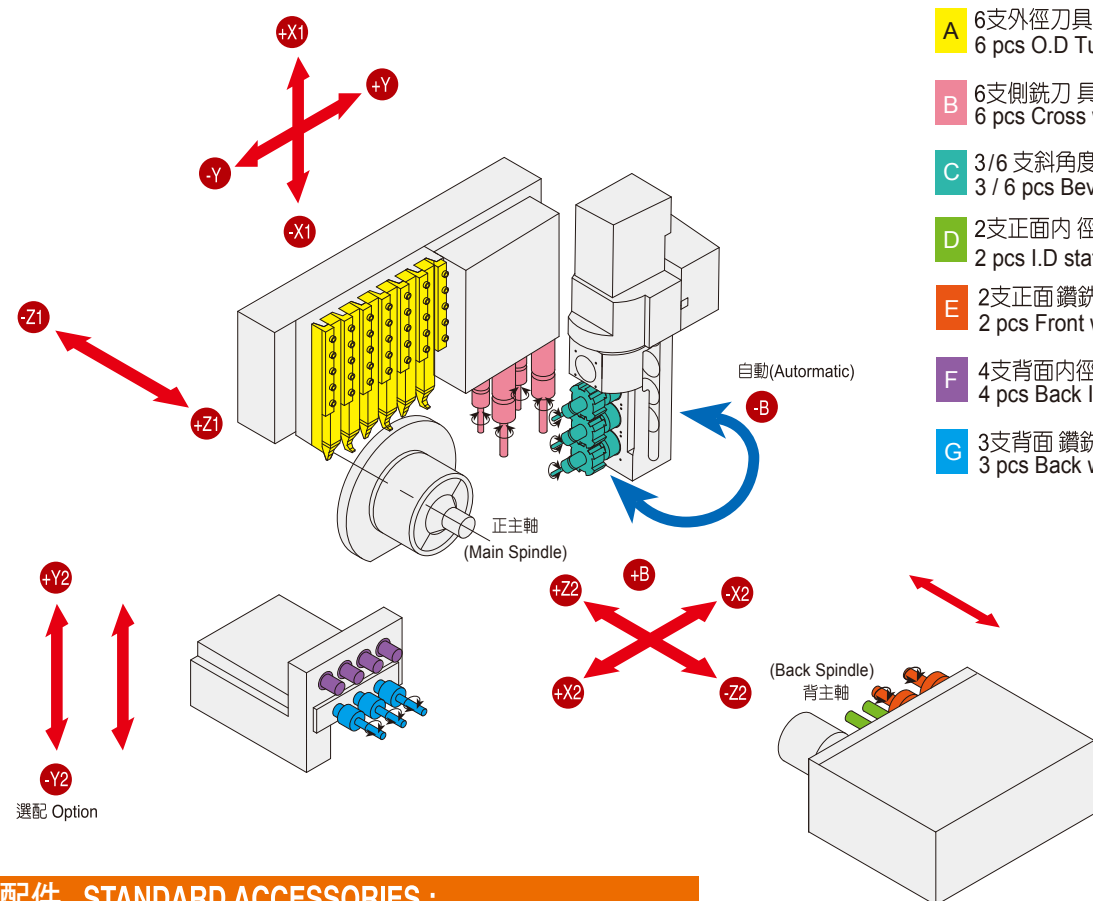 +X1
+Y
-Y
-X1
-Z1
+Z1
A 6支外徑刀具
6 pcs O.D
B 6支側銑刀 具
6 pcs Cross
C 3/6 支斜角度
3 / 6 pcs
D 2支正面內 徑
2 pcs I.D
E 2支正面 鑽銑
2 pcs Front
F 4支背面內徑
4 pcs Back
G 3支背面 鑽銑
3 pcs Back
自動(Autormatic)
-B
正主軸
(Main Spindle)
+Y2
-Y2
選配 Option
+Z2
+B
-X2
+X2
-Z2
(Back Spindle)
背主軸
配件 STANDARD ACCESSORIES :